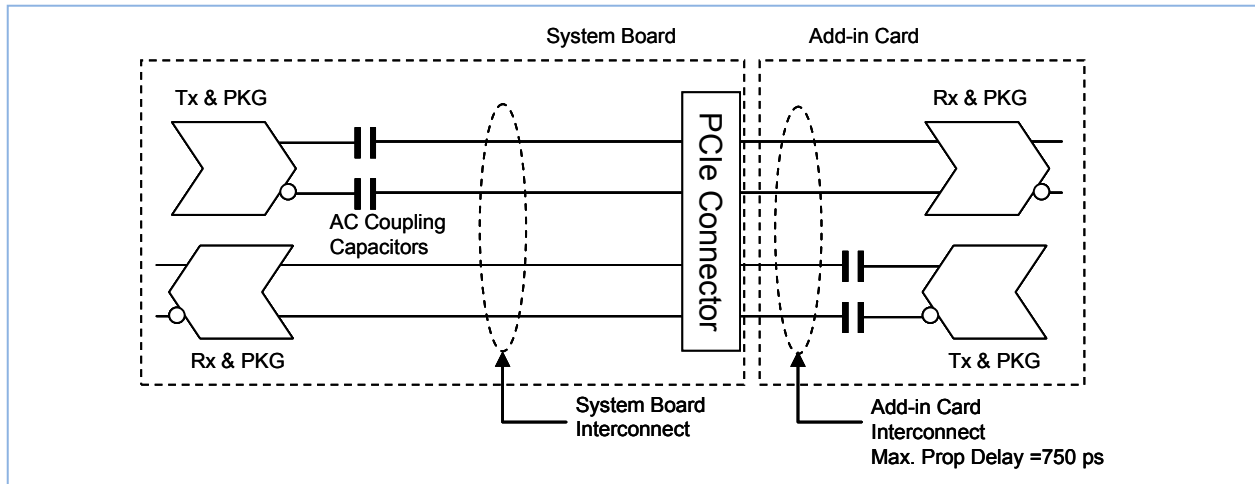 System Board
Add-in Card
Tx & PKG
Rx & PKG
PCIe Connector
AC Coupling
Capacitors
Rx & PKG
Tx & PKG
System Board
Interconnect
Add-in Card
Interconnect
Max. Prop Delay =750 ps